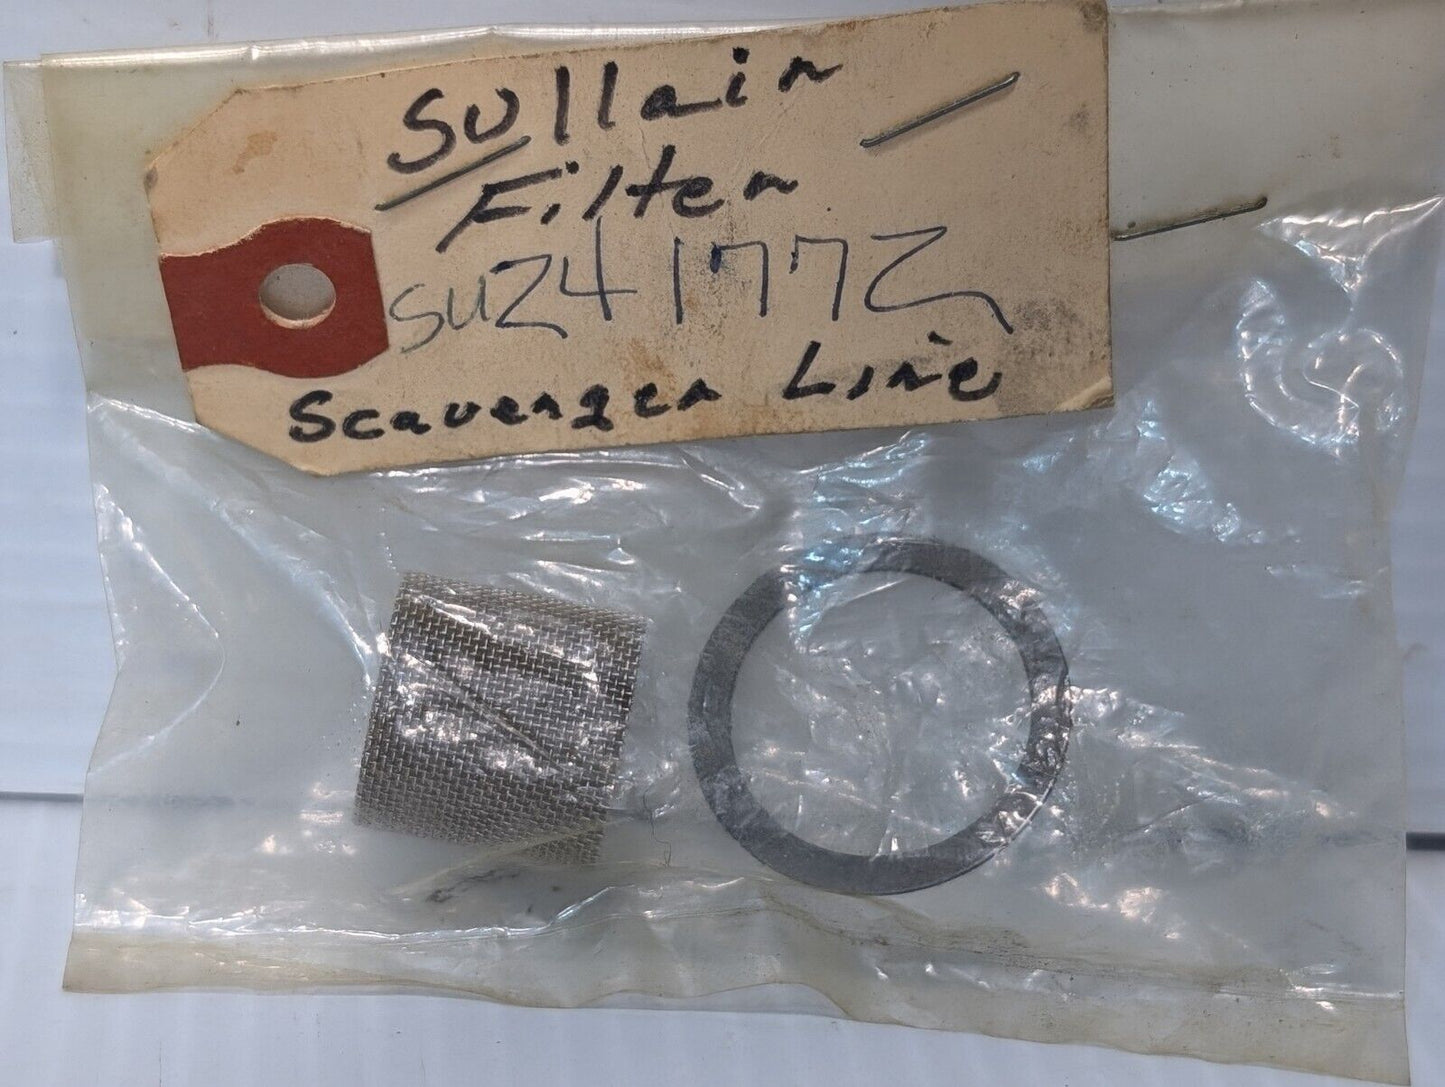 Sullair
Filter
SU241772
Scavenger Line